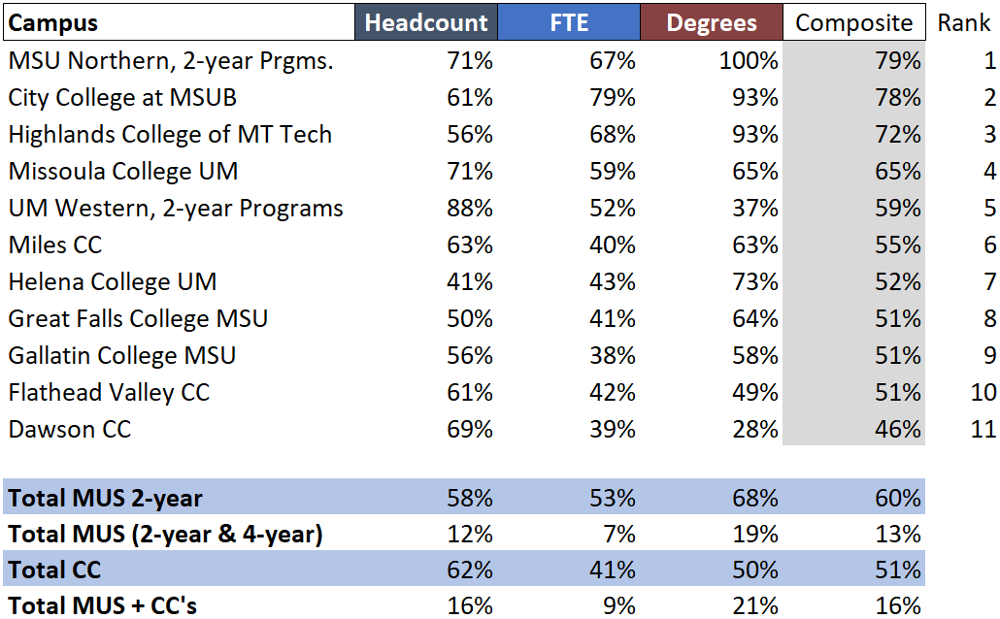 Campus Headcount FTE Degrees Composite Rank
MSU Northern, 2-year Prgms. 71% 67% 100% 79% 1
City College at MSUB 61% 79% 93% 78% 2
Highlands College of MT Tech 56% 68% 93% 72% 3
Missoula College UM 71% 59% 65% 65% 4
UM Western, 2-year Programs 88% 52% 37% 59% 5
Miles CC 63% 40% 63% 55% 6
Helena College UM 41% 43% 73% 52% 7
Great Falls College MSU 50% 41% 64% 51% 8
Gallatin College MSU 56% 38% 58% 51% 9
Flathead Valley CC 61% 42% 49% 51% 10
Dawson CC 69% 39% 28% 46% 11
Total MUS 2-year 58% 53% 68% 60%
Total MUS (2-year & 4-year) 12% 7% 19% 13%
Total CC 62% 41% 50% 51%
Total MUS + CC's 16% 9% 21% 16%